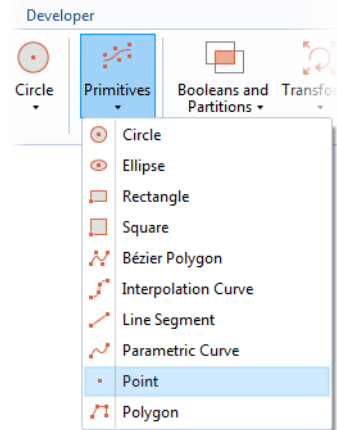 Developer
Circle Primitives Booleans and Partitions
Circle
Ellipse
Rectangle
Square
Bézier Polygon
Interpolation Curve
Line Segment
Parametric Curve
Point
Polygon